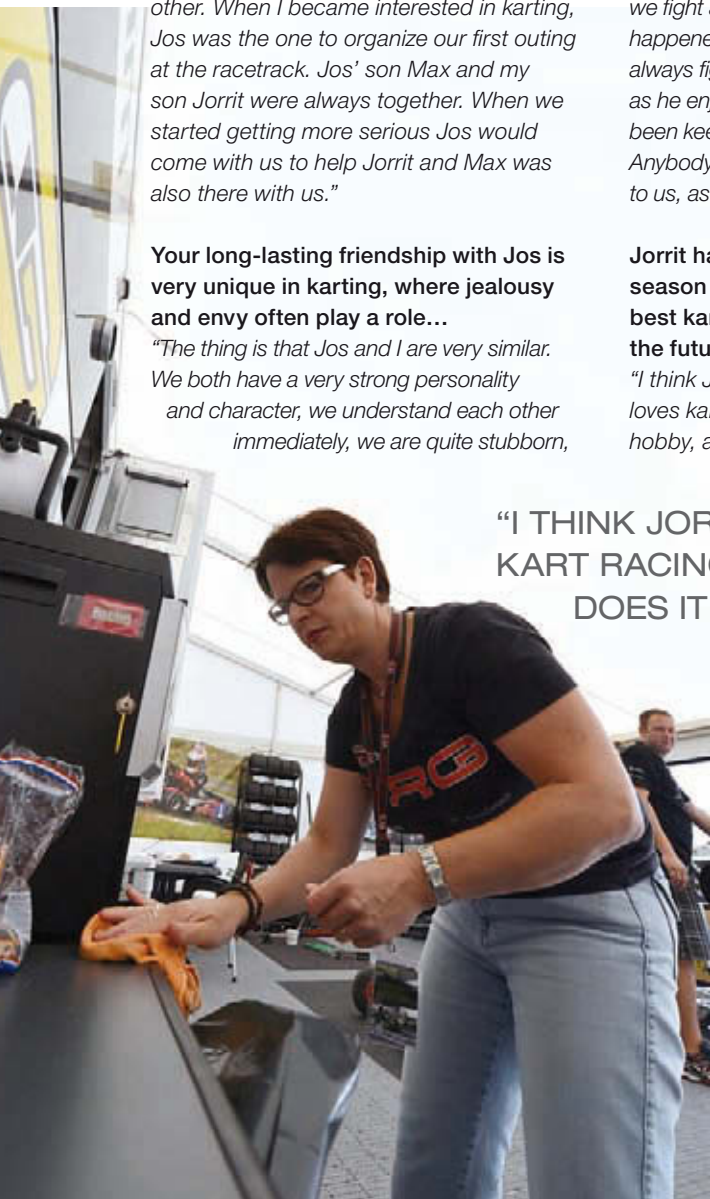 other. When I became interested in karting,
Jos was the one to organize our first outing
at the racetrack. Jos’ son Max and my
son Jorrit were always together. When we
started getting more serious Jos would
come with us to help Jorrit and Max was
also there with us.”
Your long-lasting friendship with Jos is
very unique in karting, where jealousy
and envy often play a role…
“The thing is that Jos and I are very similar.
We both have a very strong personality
and character, we understand each other
immediately, we are quite stubborn,
we fight
happene
always fig
as he en
been kee
Anybody
to us, as
Jorrit ha
season
best kar
the futu
“I think J
loves kar
hobby, a
“I THINK JOR
KART RACING
DOES IT
Racing
RG